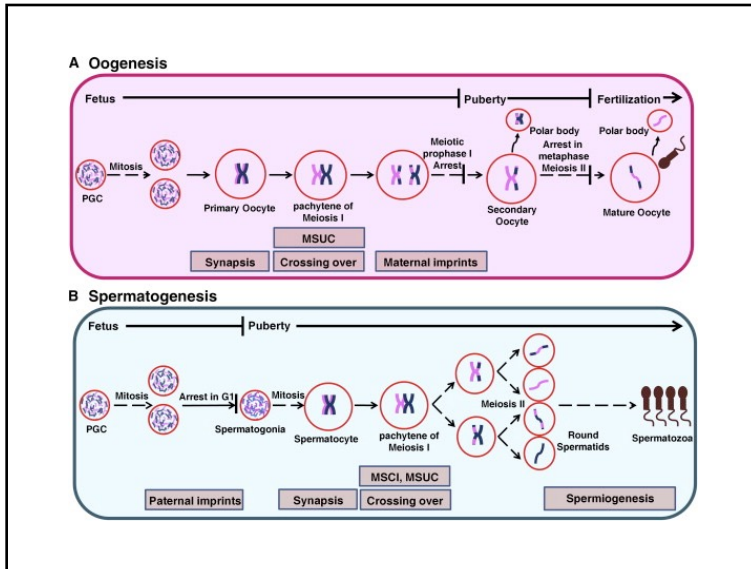 A Oogenesis
Fetus
Puberty
Fertilization
PGC
Mitosis
Primary Oocyte
pachytene of
Meiosis I
Meiotic
prophase I
Arrest
Polar body
Secondary
Oocyte
Arrest in
metaphase
Meiosis II
Polar body
Mature Oocyte
MSUC
Synapsis
Crossing over
Maternal imprints
B Spermatogenesis
Fetus
Puberty
PGC
Mitosis
Arrest in G1
Spermatogonia
Mitosis
Spermatocyte
pachytene of
Meiosis I
Meiosis II
Round
Spermatids
Spermatozoa
MSCI, MSUC
Paternal imprints
Synapsis
Crossing over
Spermiogenesis